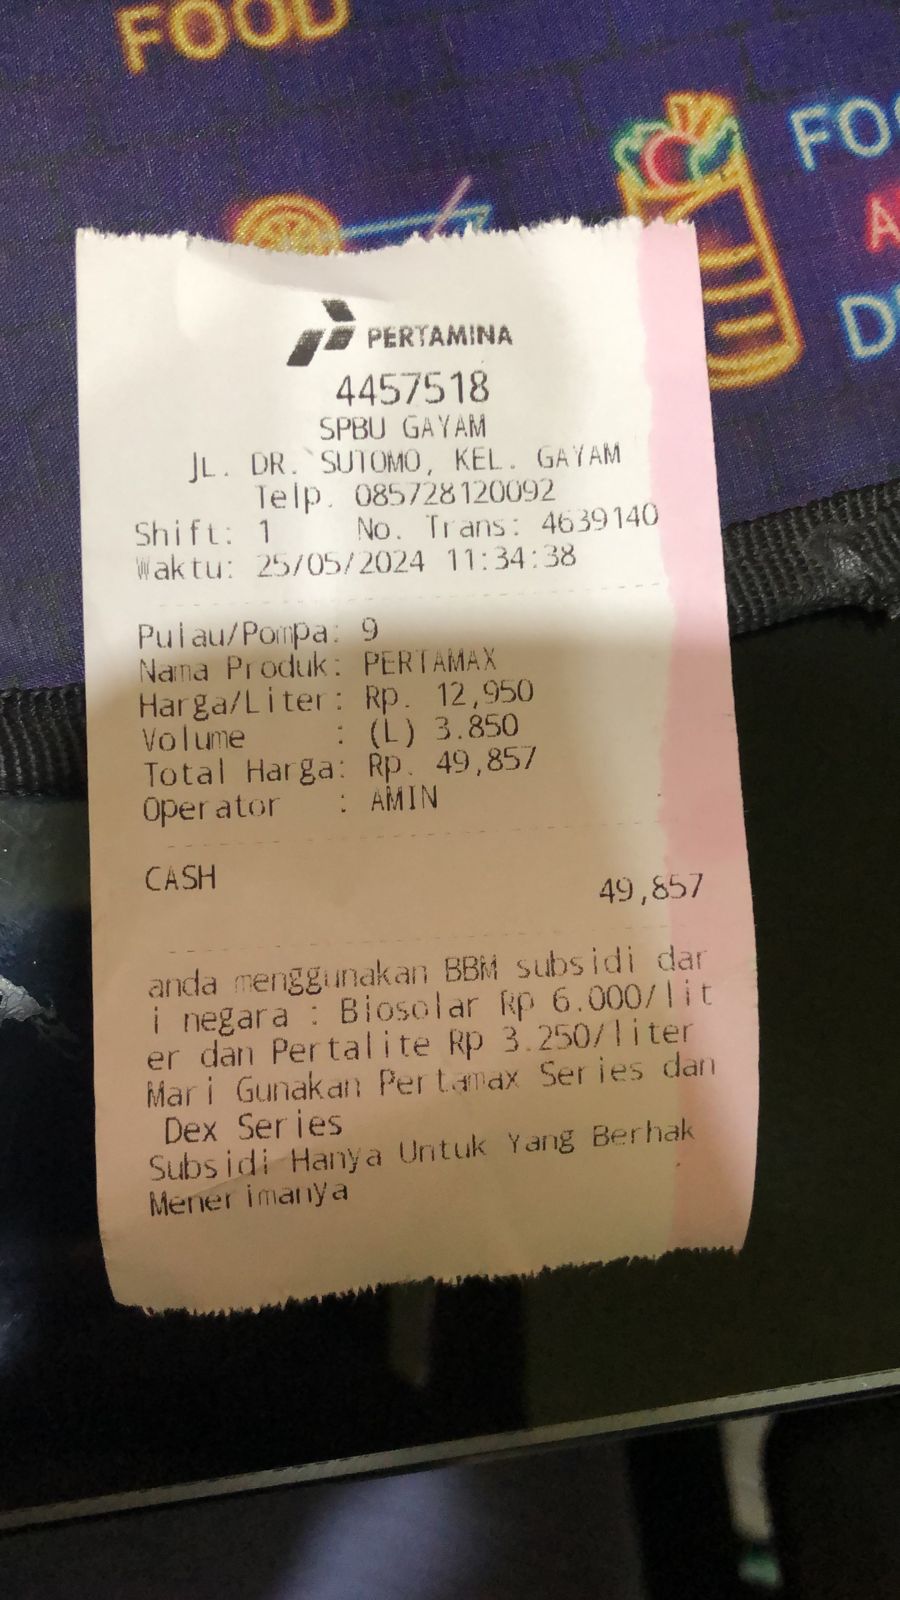 FOOD
FOO
A
D
PERTAMINA
4457518
SPBU GAYAM
JL. DR. SUTOMO, KEL. GAYAM
Telp. 085728120092
Shift: 1 No. Trans: 4639140
Waktu: 25/05/2024 11:34:38
Pulau/Pompa: 9
Nama Produk: PERTAMAX
Harga/Liter: Rp. 12,950
Volume : (L) 3.850
Total Harga: Rp. 49,857
Operator : AMIN
CASH
49,857
anda menggunakan BBM subsidi dar
i negara : Biosolar Rp 6.000/lit
er dan Pertalite Rp 3.250/liter
Mari Gunakan Pertamax Series dan
Dex Series
Subsidi Hanya Untuk Yang Berhak
Menerimanya